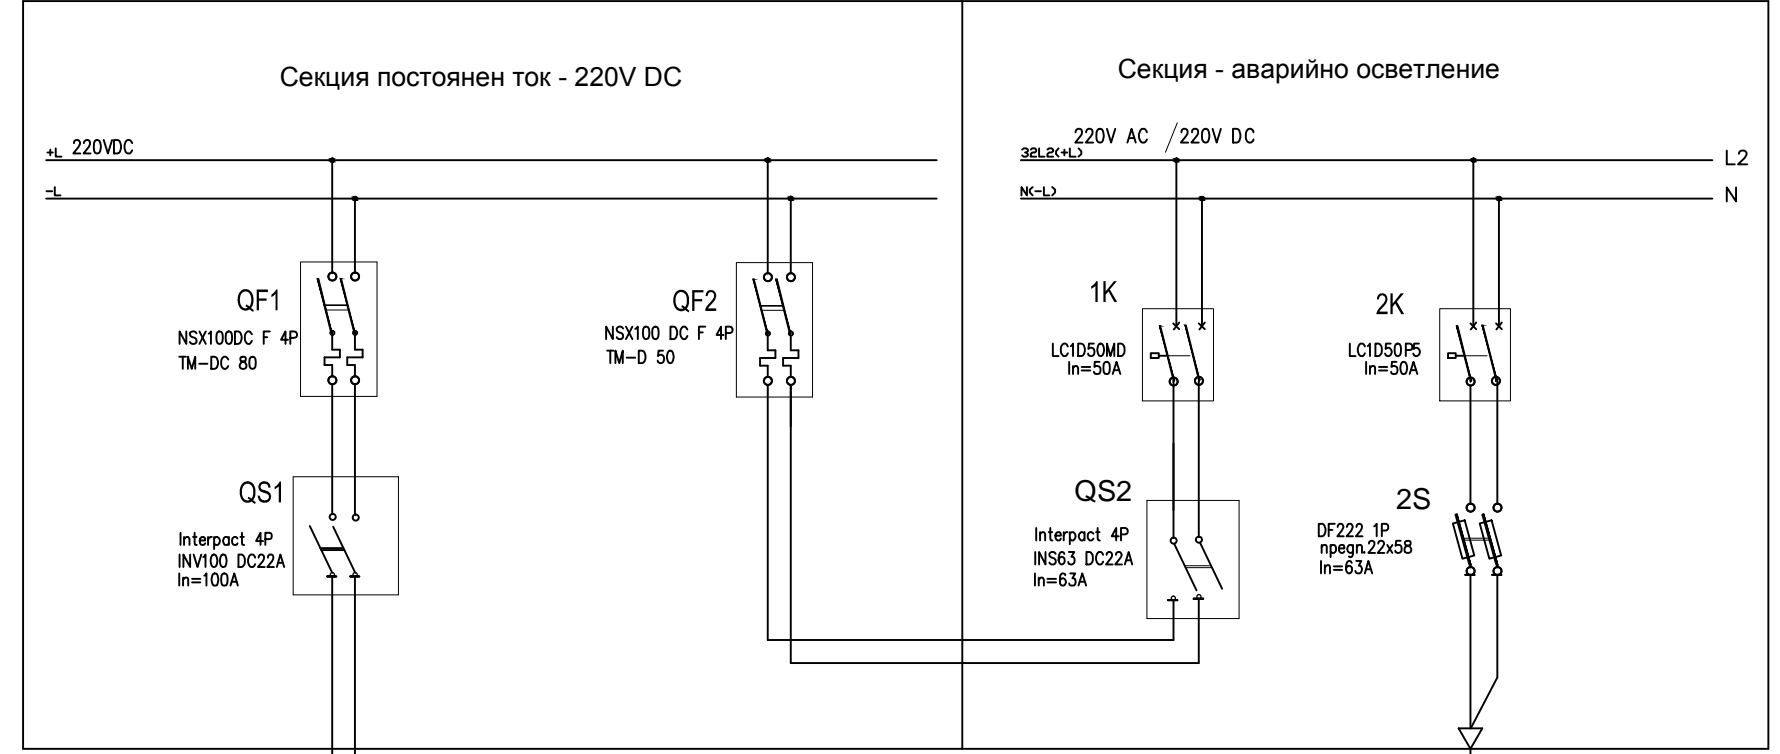 Секция постоянен ток - 220V DC
+L 220VDC
-L
QF1
NSX100DC F 4P
TM-DC 80
QF2
NSX100 DC F 4P
TM-D 50
QS1
Interpact 4P
INV100 DC22A
In=100A
Секция - аварийно осветление
220V AC / 220V DC
32L2(+L)
L2
N(-L)
N
1K
LC1D50MD
In=50A
2K
LC1D50P5
In=50A
QS2
Interpact 4P
INS63 DC22A
In=63A
2S
DF222 1P
предп.22x58
In=63A